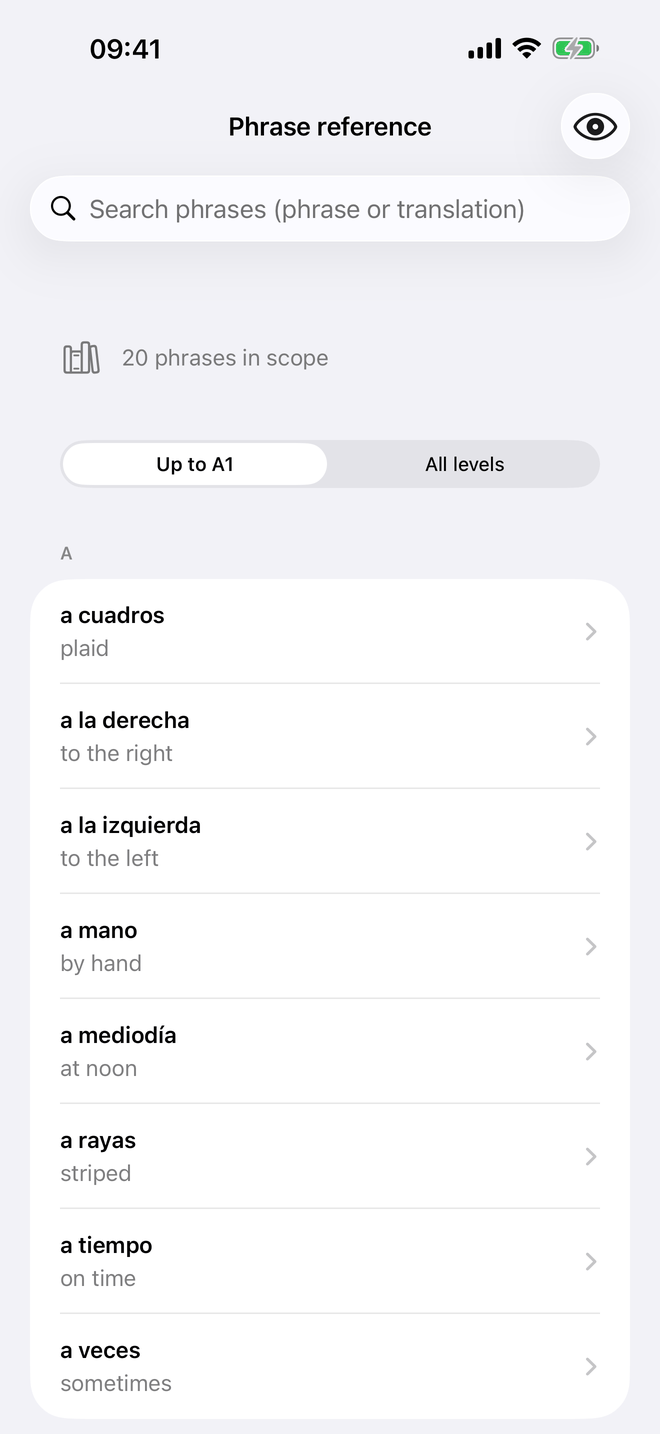 09:41
Phrase reference
Search phrases (phrase or translation)
20 phrases in scope
Up to A1
All levels
A
a cuadros
plaid
a la derecha
to the right
a la izquierda
to the left
a mano
by hand
a mediodía
at noon
a rayas
striped
a tiempo
on time
a veces
sometimes